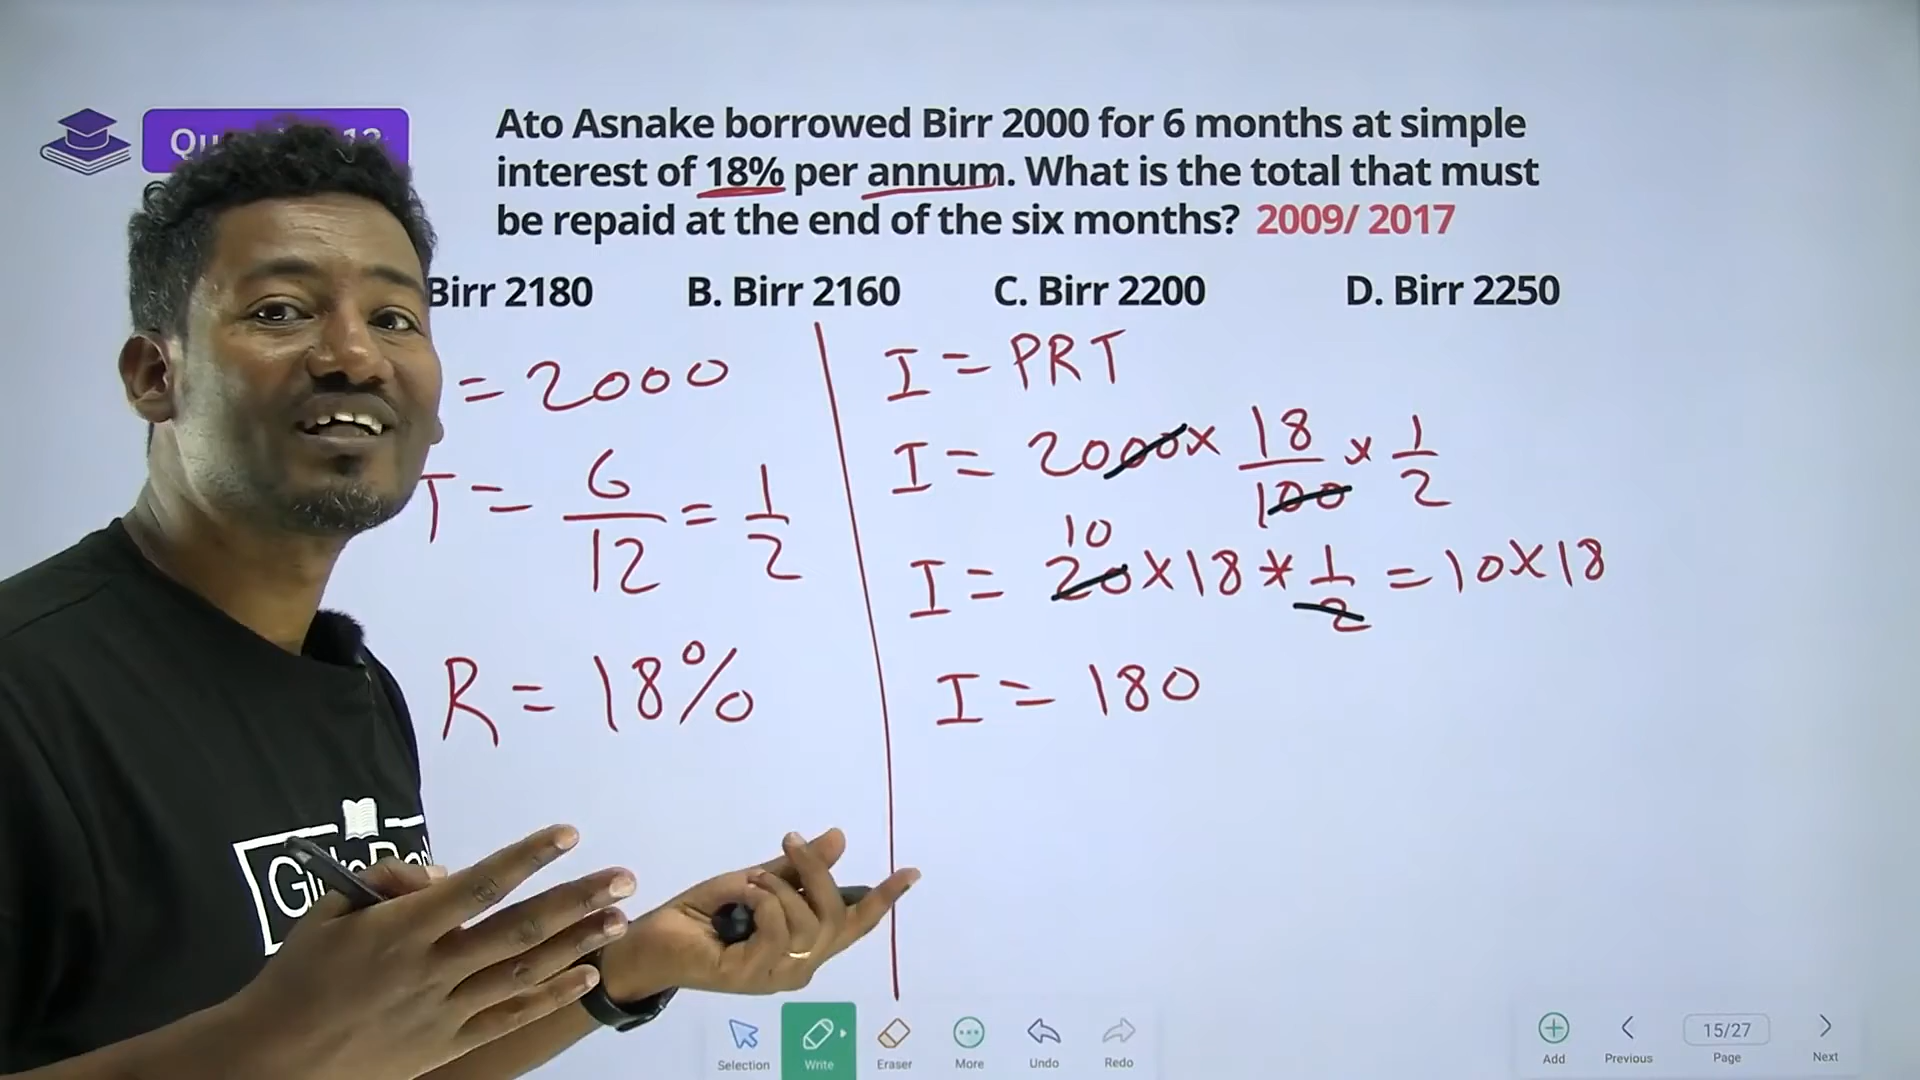 Ato Asnake borrowed Birr 2000 for 6 months at simple
interest of 18% per annum. What is the total that must
be repaid at the end of the six months? 2009/ 2017
Birr 2180 B. Birr 2160 C. Birr 2200 D. Birr 2250
= 2000
T = 6/12 = 1/2
R = 18%
I = PRT
I = 2000 x 18/100 x 1/2
10
I = 20 x 18 * 1/2 = 10 x 18
I = 180
Selection Write Eraser More Undo Redo
Add Previous 15/27 Page Next